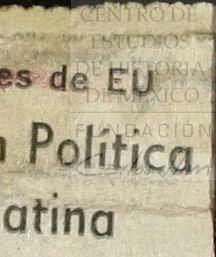 CENTRO DE
ESTUDIOS
DE HISTORIA
DE MÉXICO
FUNDACIÓN
es de EU
n Política
atina